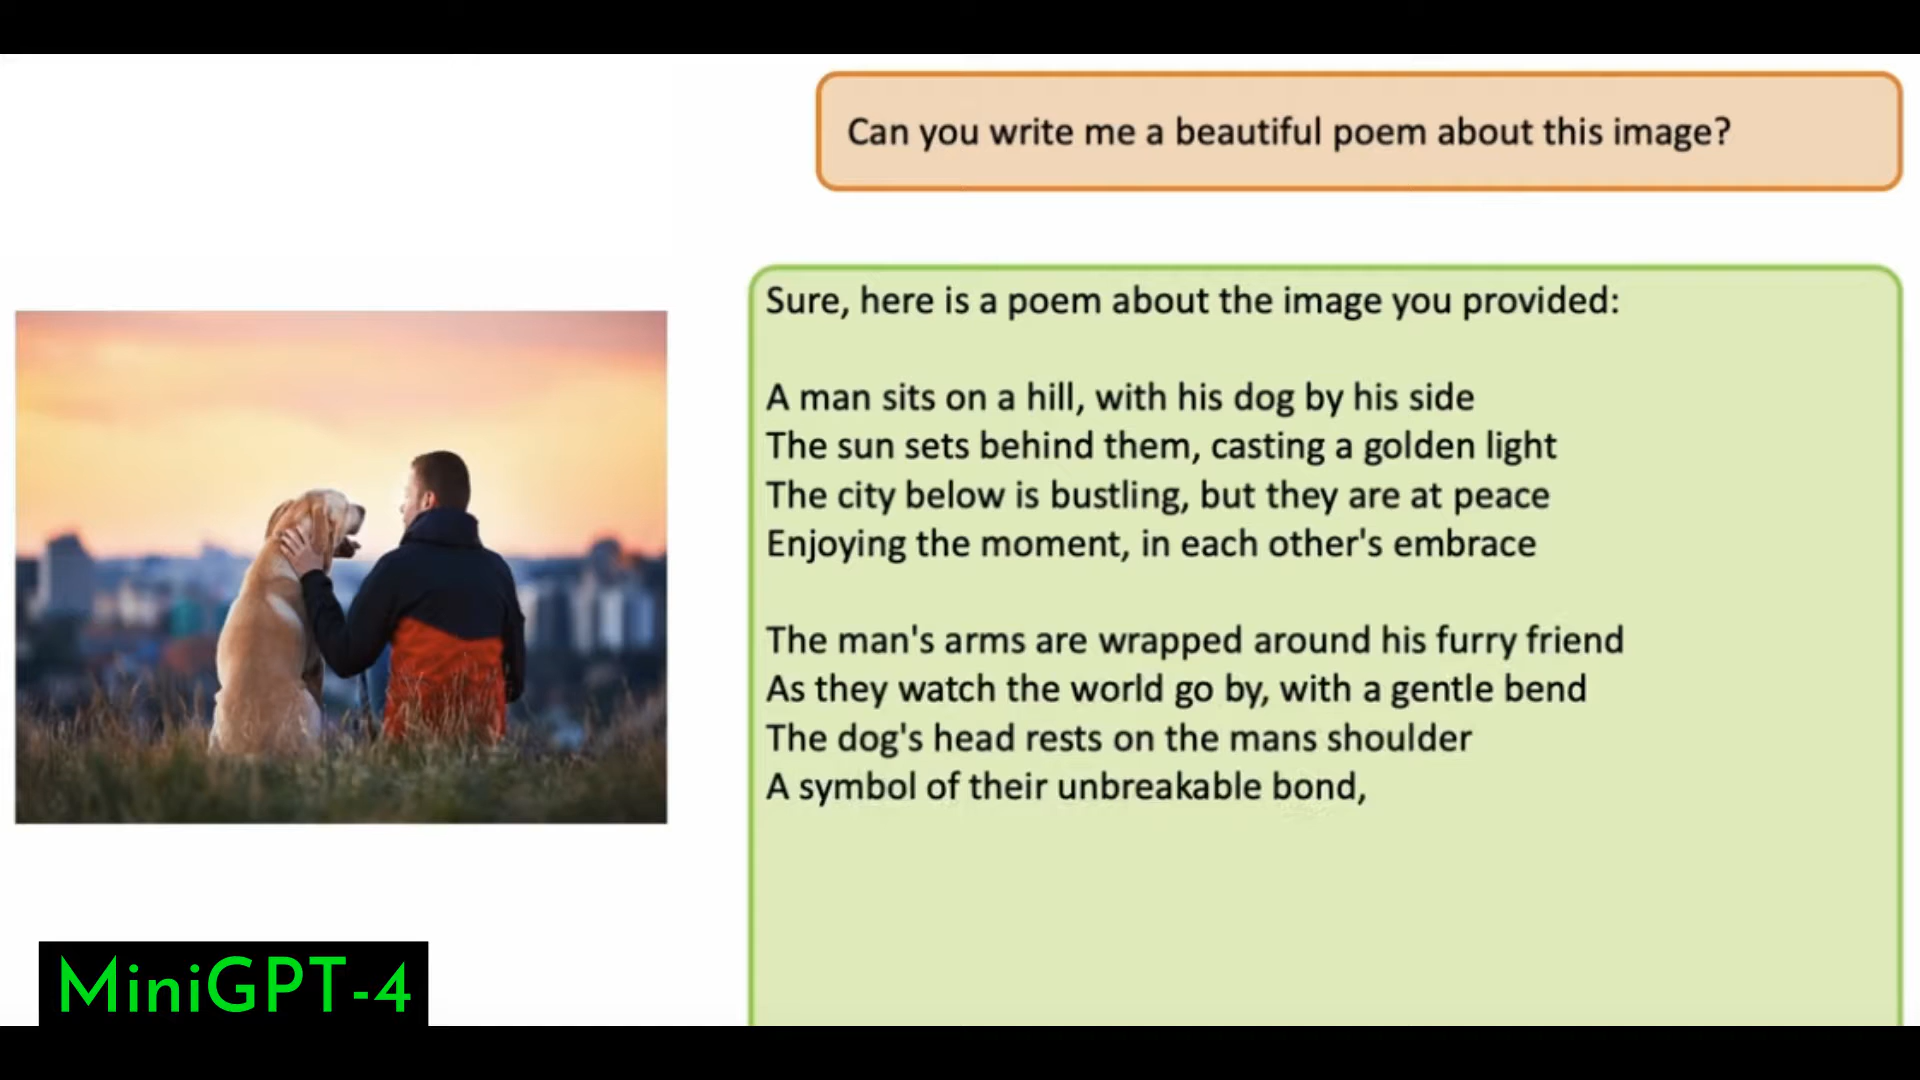 Can you write me a beautiful poem about this image?
Sure, here is a poem about the image you provided:
A man sits on a hill, with his dog by his side
The sun sets behind them, casting a golden light
The city below is bustling, but they are at peace
Enjoying the moment, in each other's embrace
The man's arms are wrapped around his furry friend
As they watch the world go by, with a gentle bend
The dog's head rests on the mans shoulder
A symbol of their unbreakable bond,
MiniGPT-4